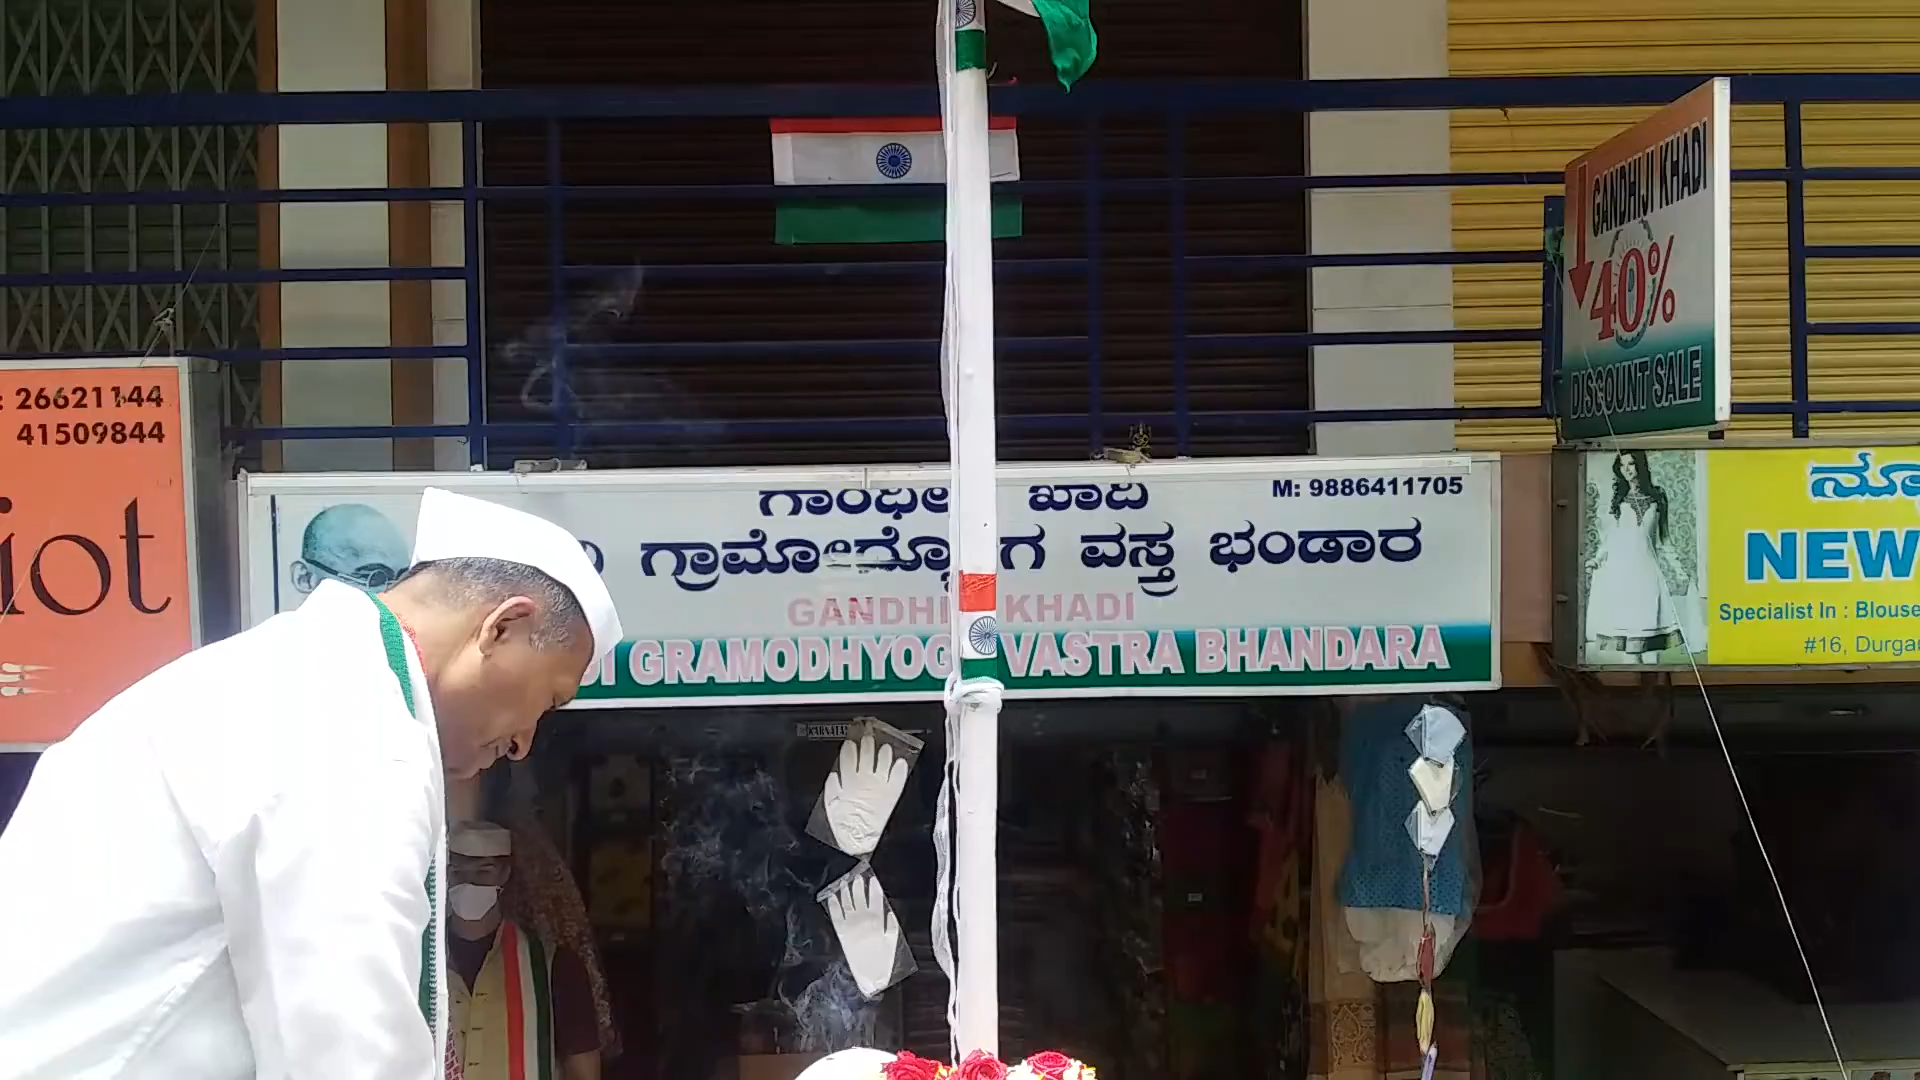 GANDHIJI KHADI
40%
DISCOUNT SALE
: 26621144
41509844
iot
ಗಾಂಧೀ ಖಾದಿ
M: 9886411705
ಗ್ರಾಮೋದ್ಯೋಗ ವಸ್ತ್ರ ಭಂಡಾರ
GANDHI KHADI
DI GRAMODHYOG VASTRA BHANDARA
NEW
Specialist In : Blouse
#16, Durga